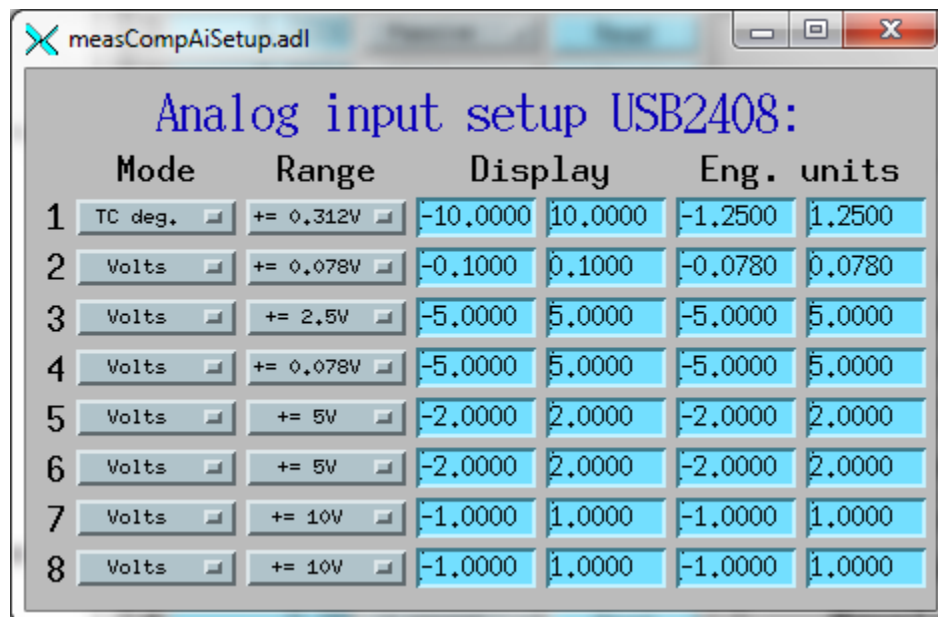 measCompAiSetup.adl
Analog input setup USB2408:
Mode Range Display Eng. units
1 TC deg. += 0.312V -10.0000 10.0000 -1.2500 1.2500
2 Volts += 0.078V -0.1000 0.1000 -0.0780 0.0780
3 Volts += 2.5V -5.0000 5.0000 -5.0000 5.0000
4 Volts += 0.078V -5.0000 5.0000 -5.0000 5.0000
5 Volts += 5V -2.0000 2.0000 -2.0000 2.0000
6 Volts += 5V -2.0000 2.0000 -2.0000 2.0000
7 Volts += 10V -1.0000 1.0000 -1.0000 1.0000
8 Volts += 10V -1.0000 1.0000 -1.0000 1.0000